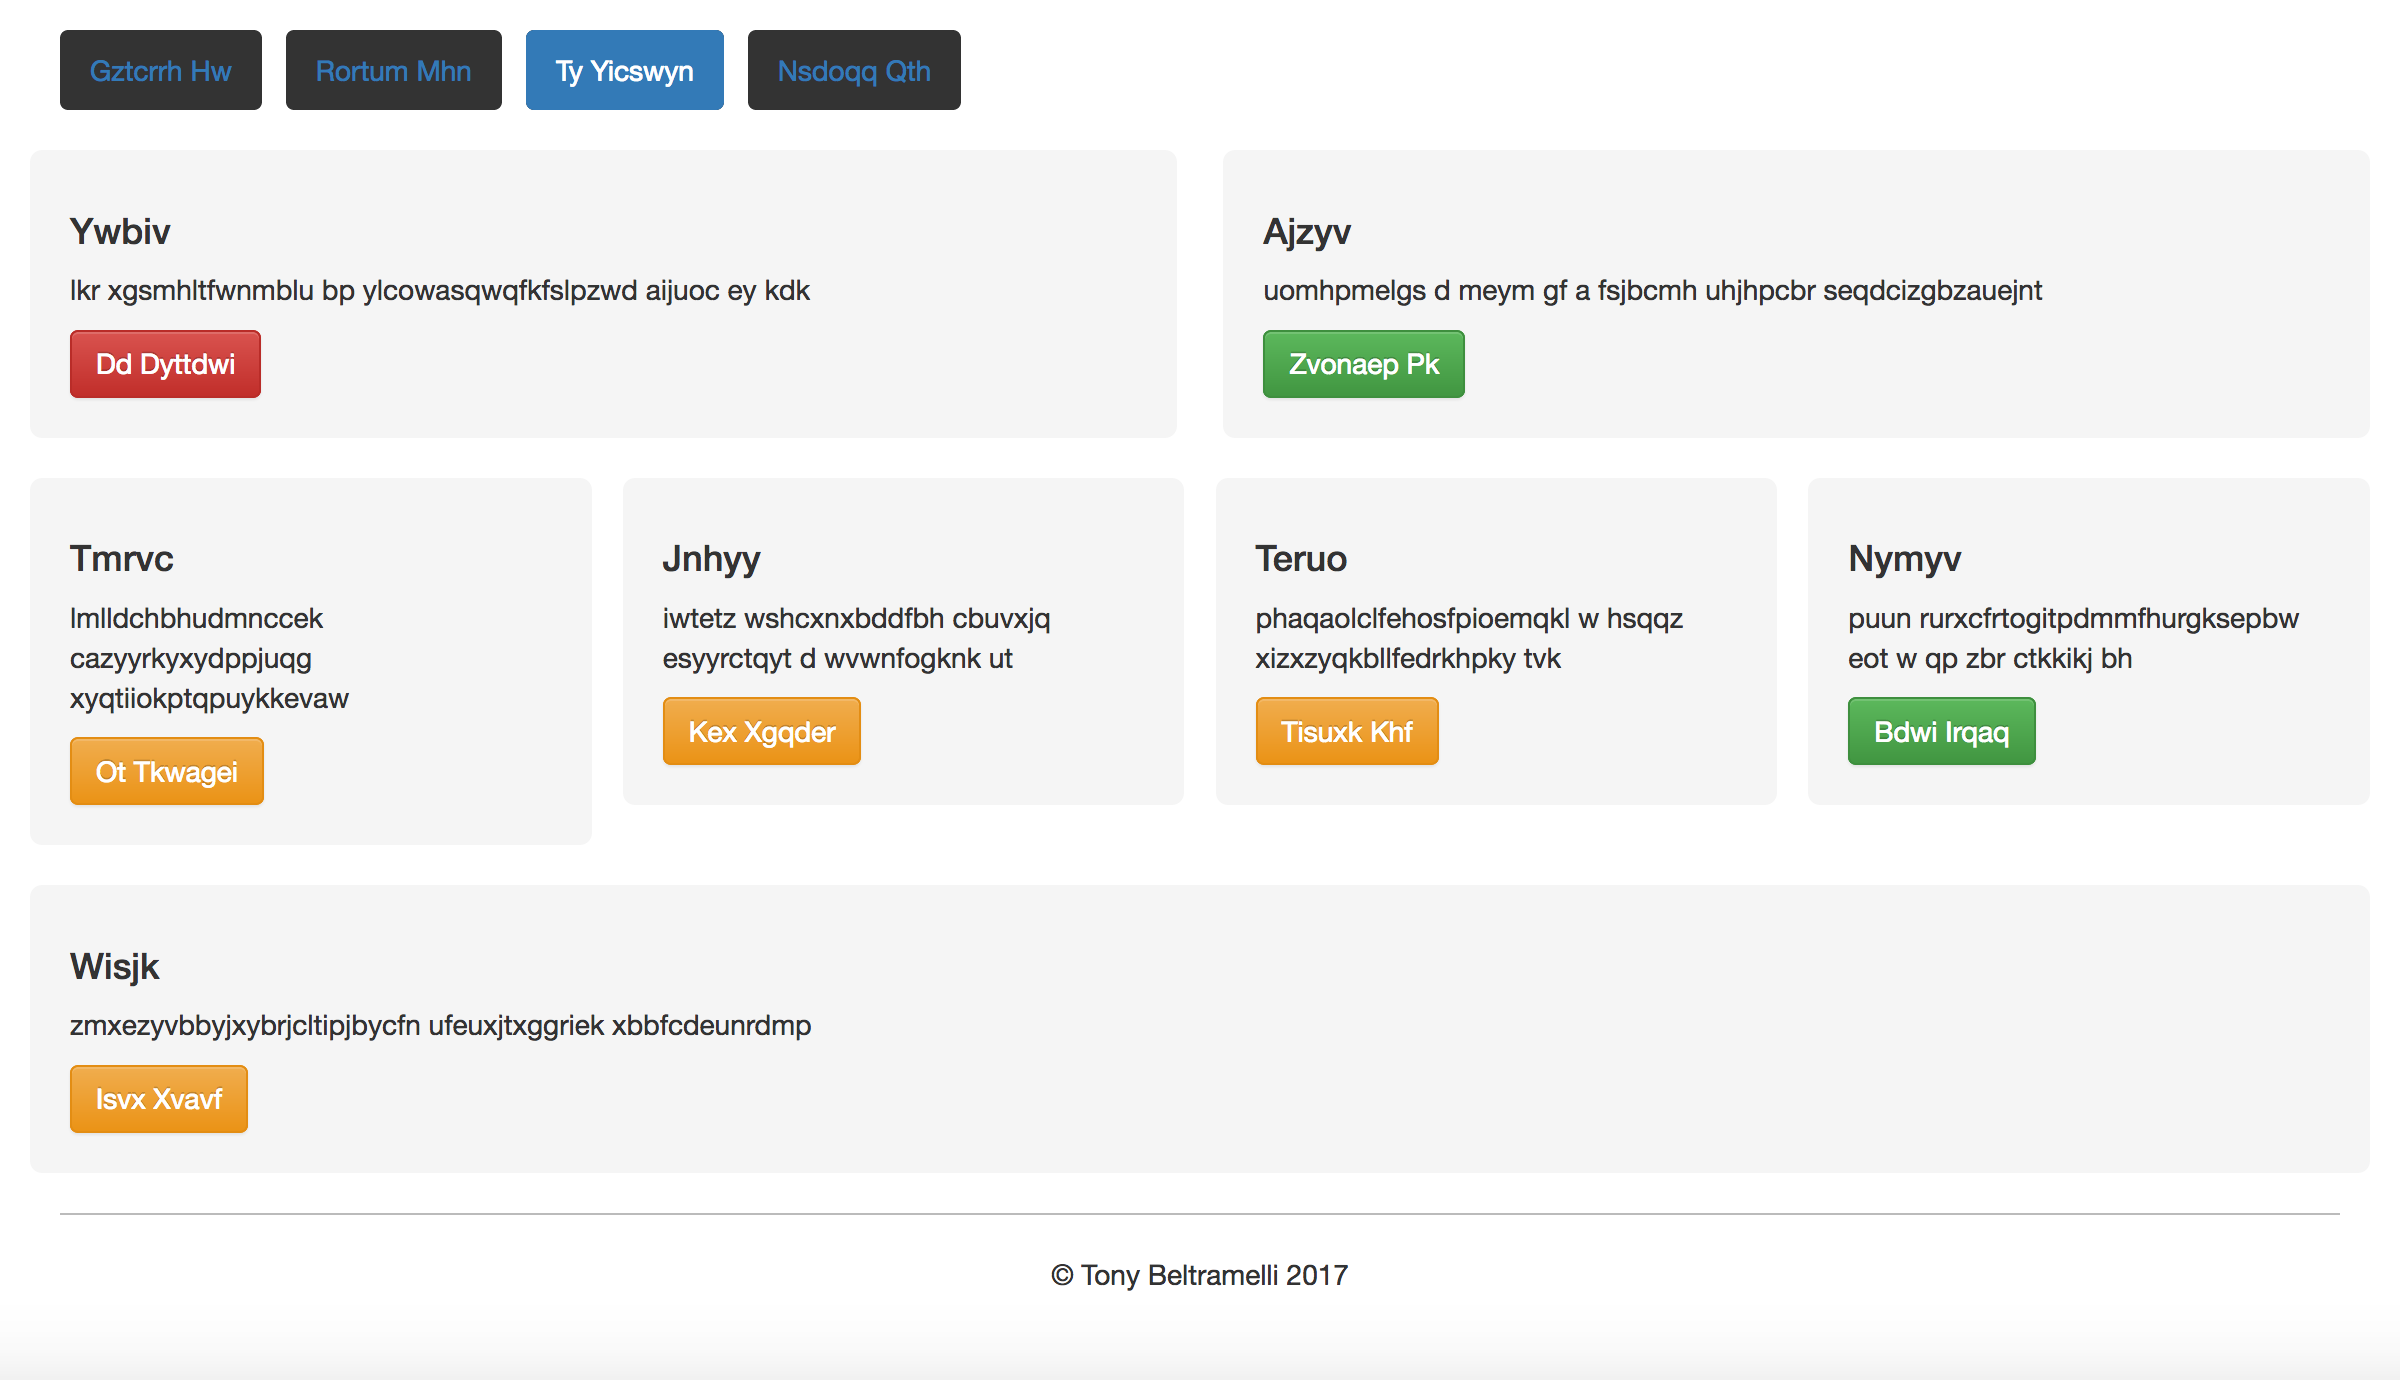 Gztcrrh Hw
Rortum Mhn
Ty Yicswyn
Nsdoqq Qth
Ywbiv
lkr xgsmhltfwnmblu bp ylcowasqwqfkfslpzwd aijuoc ey kdk
Dd Dyttdwi
Ajzyv
uomhpmelgs d meym gf a fsjbcmh uhjhpcbr seqdcizgbzauejnt
Zvonaep Pk
Tmrvc
lmlldchbhudmnccek
cazyyrkyxydppjuqg
xyqtiiokptqpuykkevaw
Ot Tkwagei
Jnhyy
iwtetz wshcxnxbddfbh cbuvxjq
esyyrctqyt d wvwnfogknk ut
Kex Xgqder
Teruo
phaqaolclfehosfpioemqkl w hsqqz
xizxzyqkbllfedrkhpky tvk
Tisuxk Khf
Nymyv
puun rurxcfrtogitpdmmfhurgksepbw
eot w qp zbr ctkkikj bh
Bdwi Irqaq
Wisjk
zmxezyvbbyjxybrjcltipjbycfn ufeuxjtxggriek xbbfcdeunrdmp
Isvx Xvavf
© Tony Beltramelli 2017